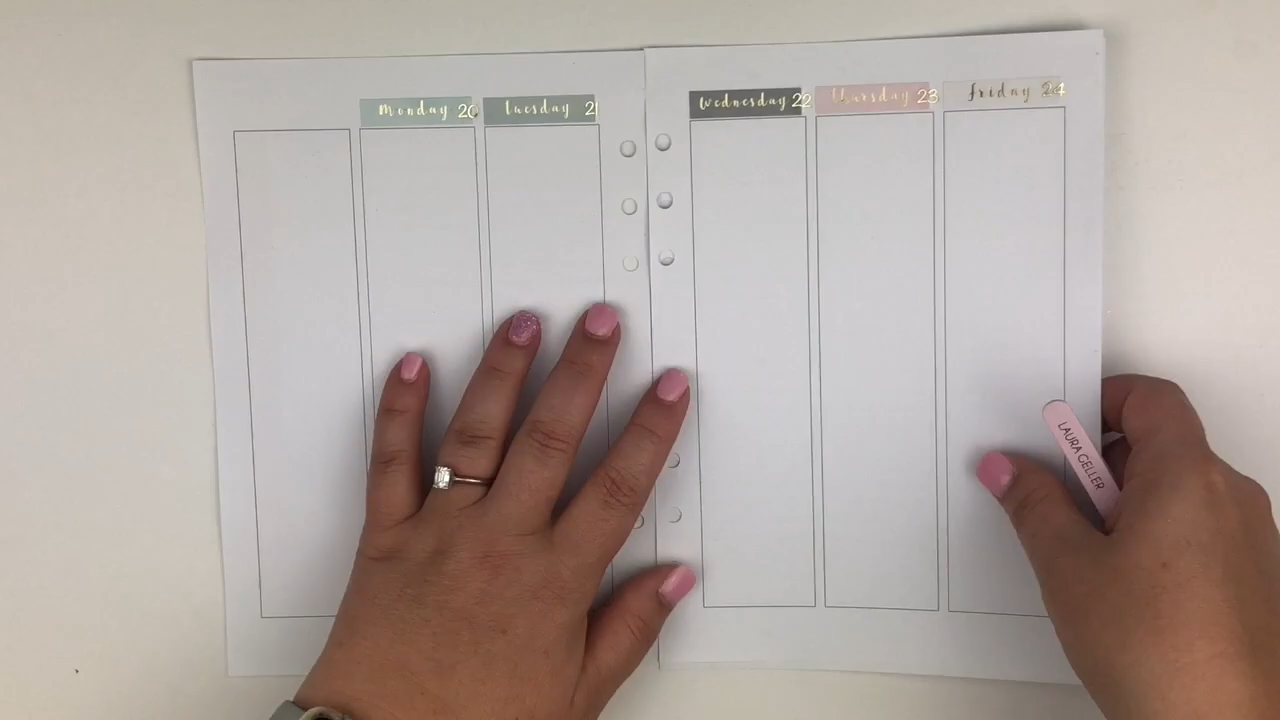 monday 20
tuesday 21
wednesday 22
thursday 23
friday 24
LAURA GELLER